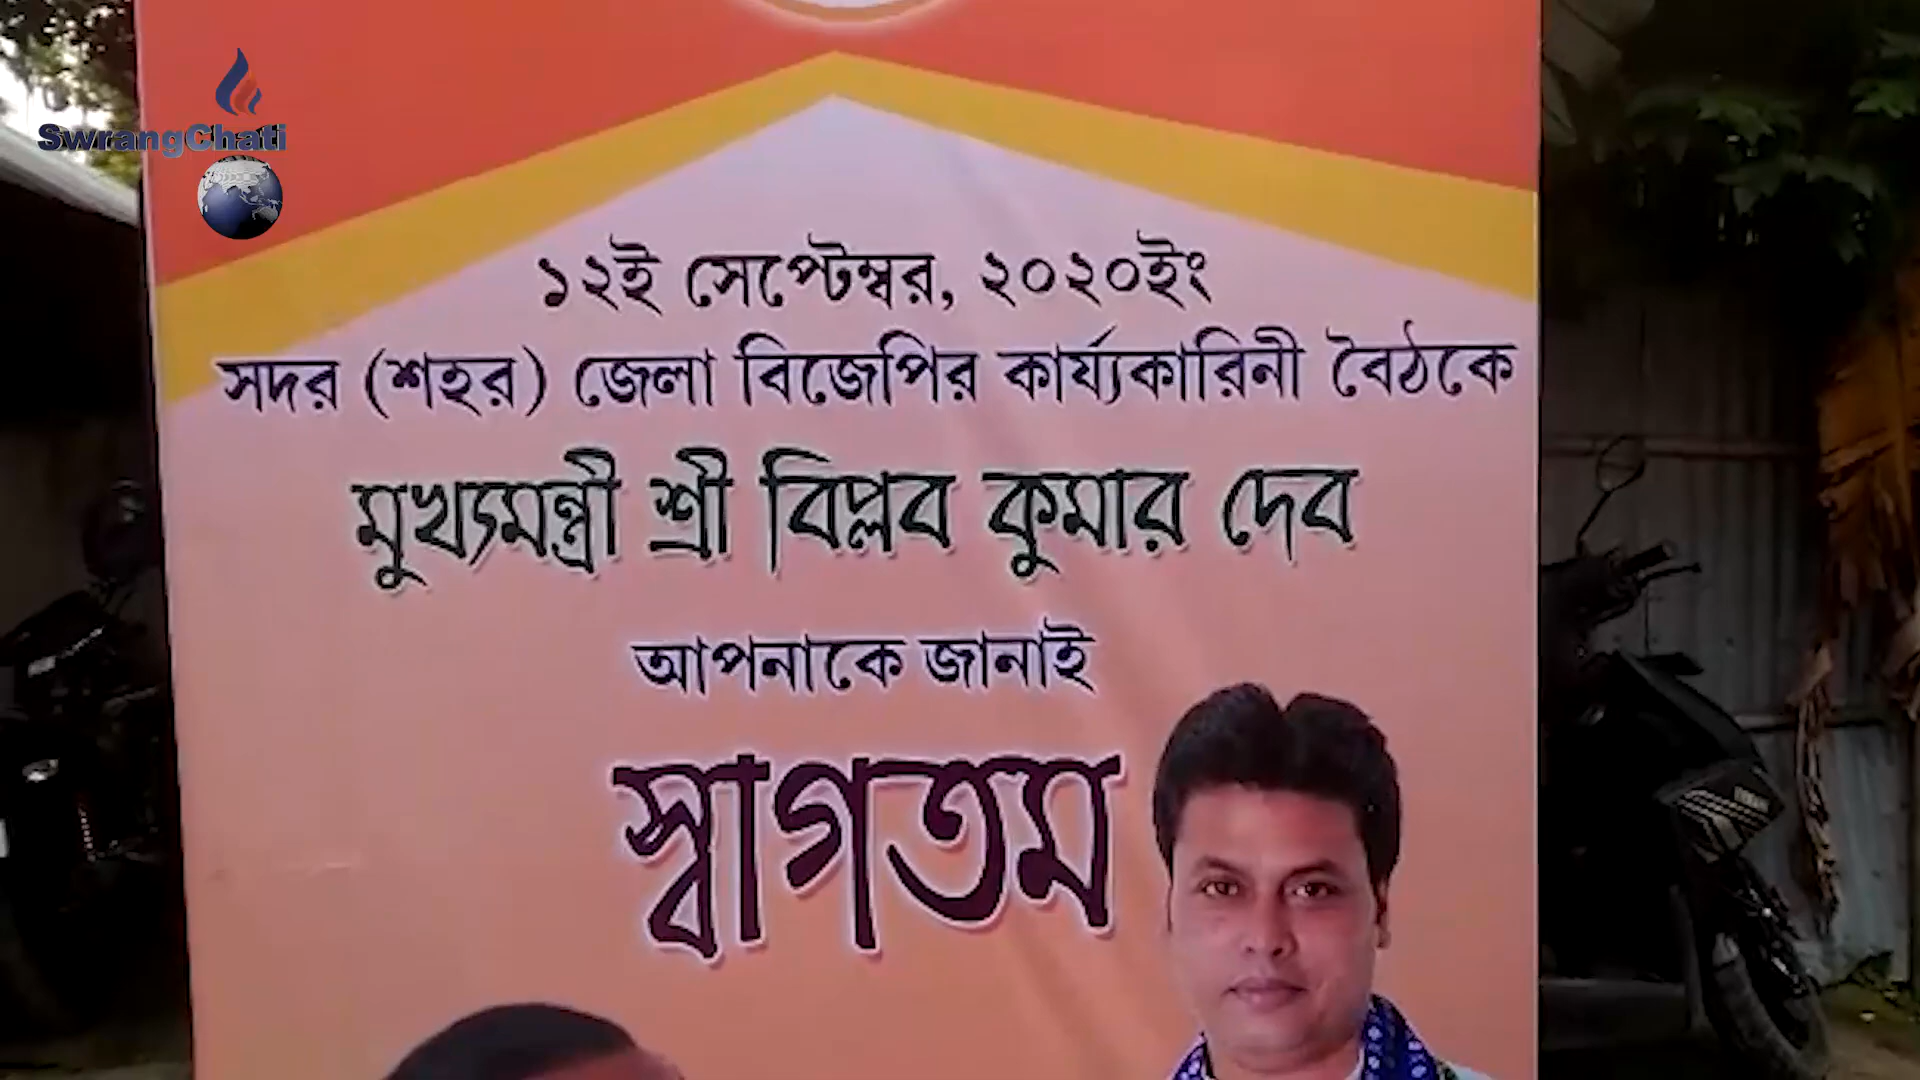 SwrangChati
১২ই সেপ্টেম্বর, ২০২০ইং
সদর (শহর) জেলা বিজেপির কার্য্যকারিনী বৈঠকে
মুখ্যমন্ত্রী শ্রী বিপ্লব কুমার দেব
আপনাকে জানাই
স্বাগতম